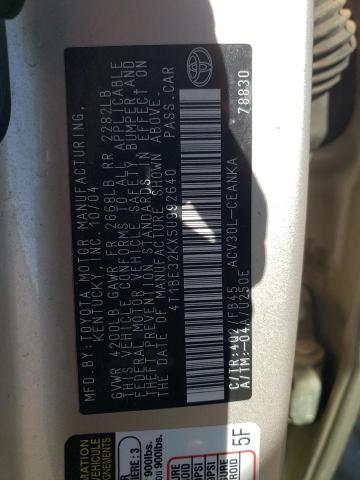 MFD. BY:TOYOTA MOTOR MANUFACTURING,
KENTUCKY, INC. 10/04
GVWR 4200LB GAWR FR 2668LB RR 2282LB
THIS VEHICLE CONFORMS TO ALL APPLICABLE
FEDERAL MOTOR VEHICLE SAFETY, BUMPER, AND
THEFT PREVENTION STANDARDS IN EFFECT ON
THE DATE OF MANUFACTURE SHOWN ABOVE.
4T1BE32KX5U992640 PASS.CAR
C/TR:4Q2/FB45 ACV30L-CEANKA
A/TM:-04A/U250E 78830